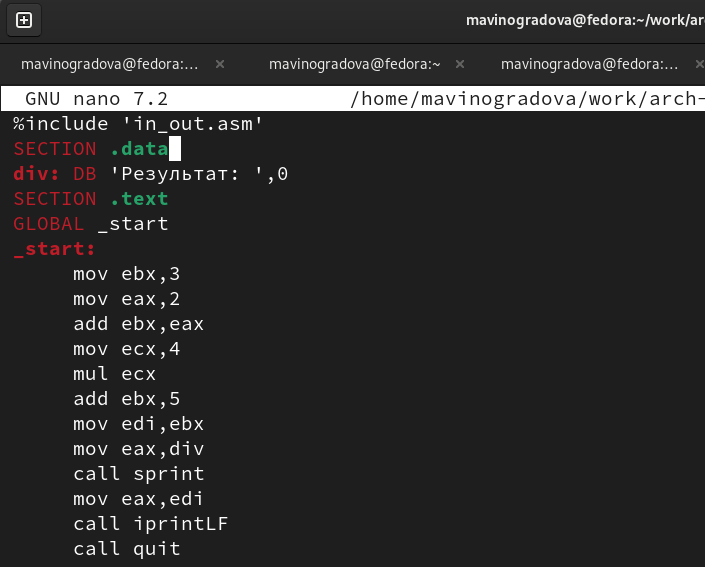 mavinogradova@fedora:~/work/ar
mavinogradova@fedora:... × mavinogradova@fedora:~ × mavinogradova@fedora:... ×
GNU nano 7.2 /home/mavinogradova/work/arch-
%include 'in_out.asm'
SECTION .data
div: DB 'Результат: ',0
SECTION .text
GLOBAL _start
_start:
mov ebx,3
mov eax,2
add ebx,eax
mov ecx,4
mul ecx
add ebx,5
mov edi,ebx
mov eax,div
call sprint
mov eax,edi
call iprintLF
call quit